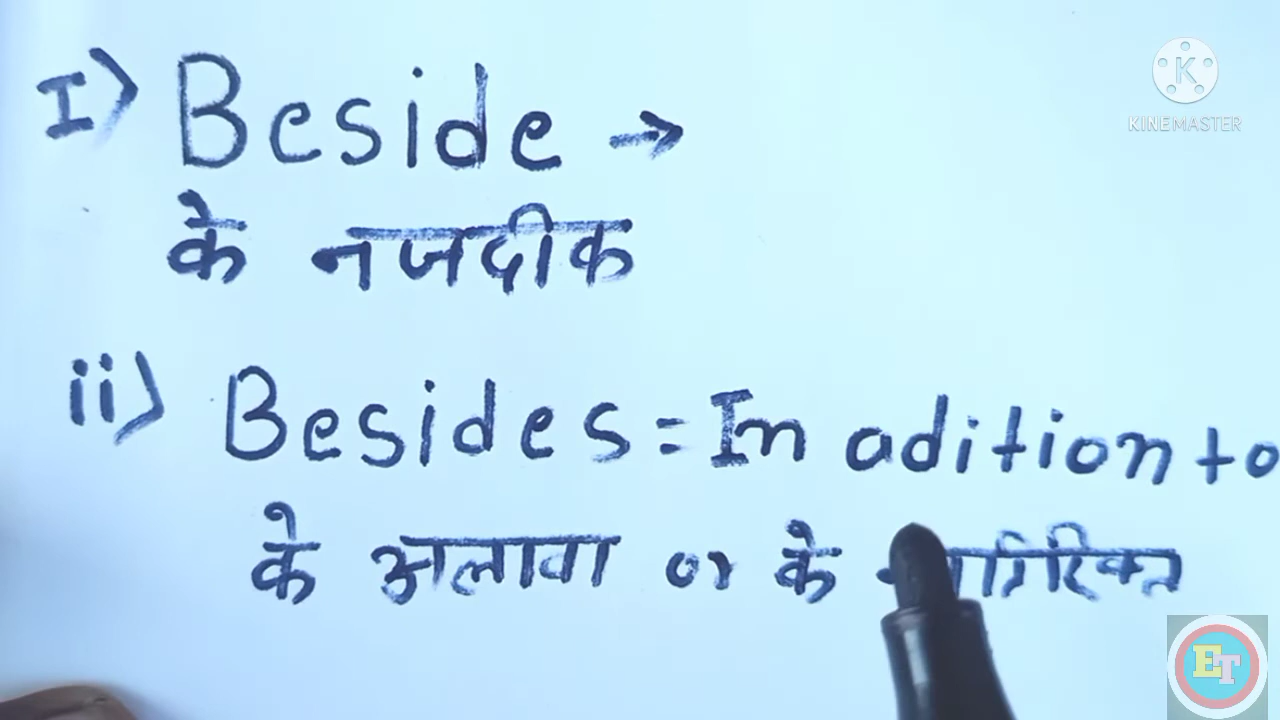 I) Beside →
के नजदीक
ii) Besides = In adition to
के अलावा or के
KINEMASTER
ET